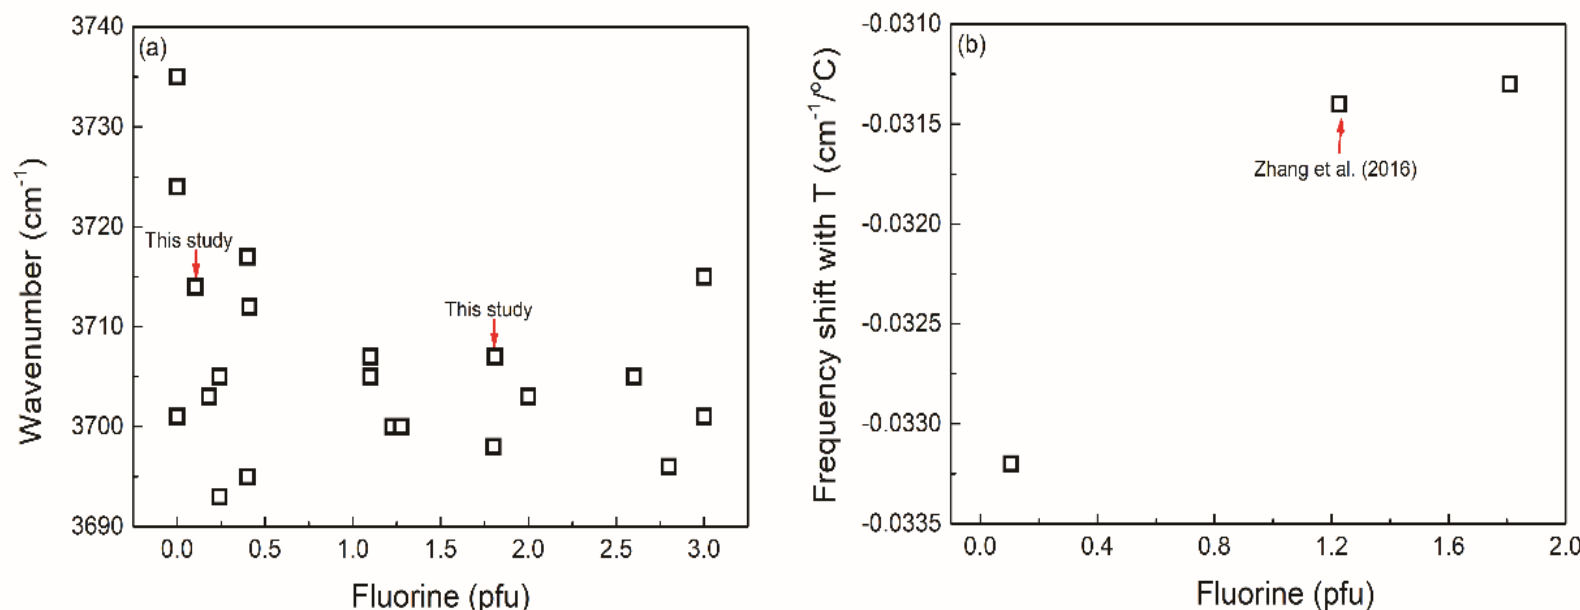 (a)
Wavenumber (cm-1)
3740
3730
3720
3710
3700
3690
This study
This study
0.0 0.5 1.0 1.5 2.0 2.5 3.0
Fluorine (pfu)
(b)
Frequency shift with T (cm-1/ºC)
-0.0310
-0.0315
-0.0320
-0.0325
-0.0330
-0.0335
Zhang et al. (2016)
0.0 0.4 0.8 1.2 1.6 2.0
Fluorine (pfu)